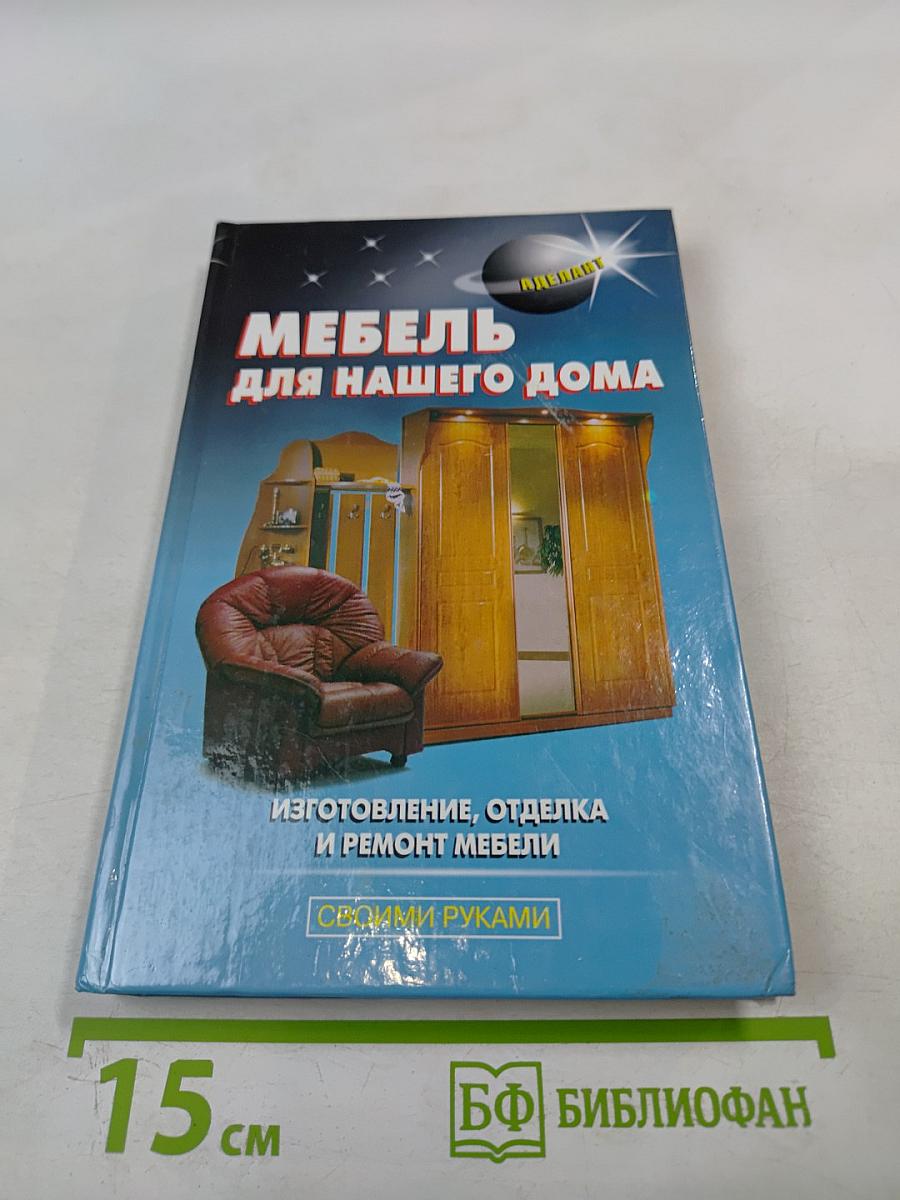 АДЕЛАНТ
МЕБЕЛЬ
ДЛЯ НАШЕГО ДОМА
ИЗГОТОВЛЕНИЕ, ОТДЕЛКА
И РЕМОНТ МЕБЕЛИ
СВОИМИ РУКАМИ
15 см
БФ БИБЛИОФАН